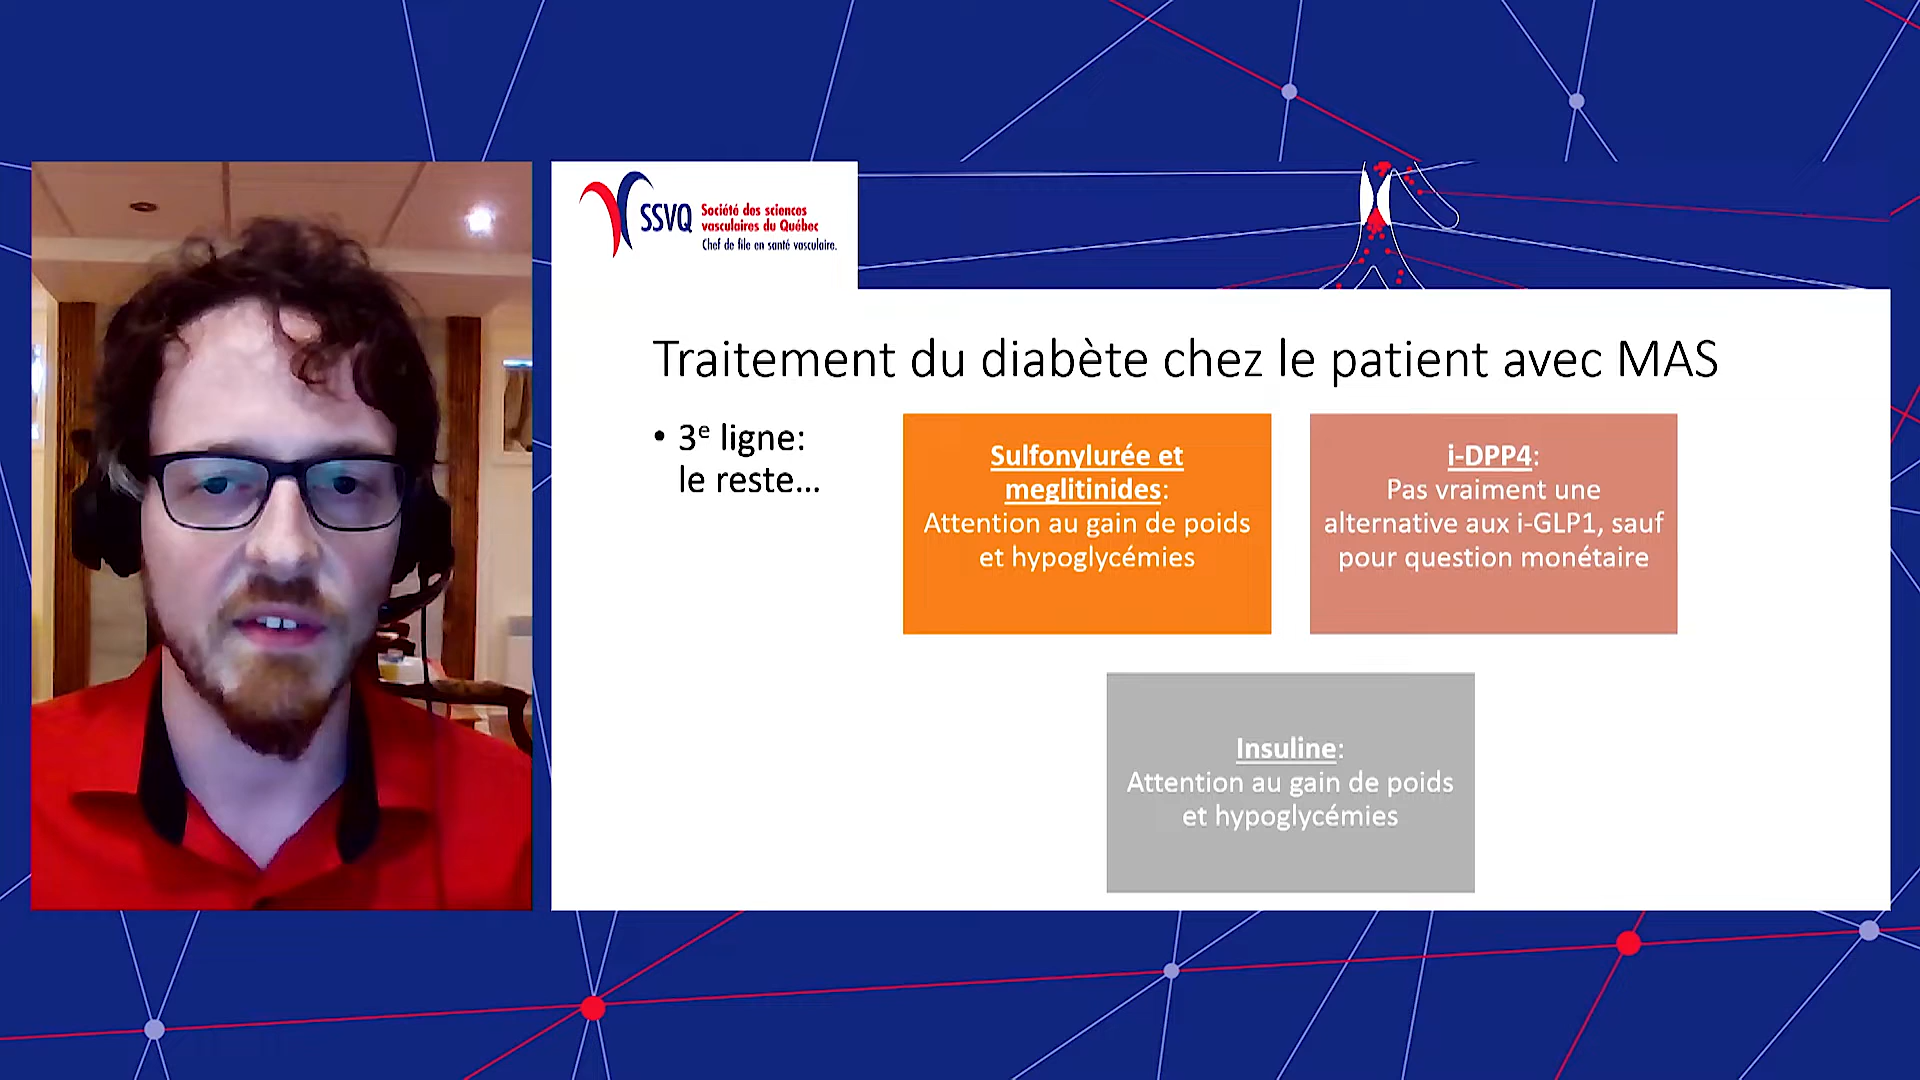 SSVQ
Société des sciences
vasculaires du Québec
Chef de file en santé vasculaire.
Traitement du diabète chez le patient avec MAS
• 3e ligne:
le reste...
Sulfonylurée et
meglitinides:
Attention au gain de poids
et hypoglycémies
i-DPP4:
Pas vraiment une
alternative aux i-GLP1, sauf
pour question monétaire
Insuline:
Attention au gain de poids
et hypoglycémies